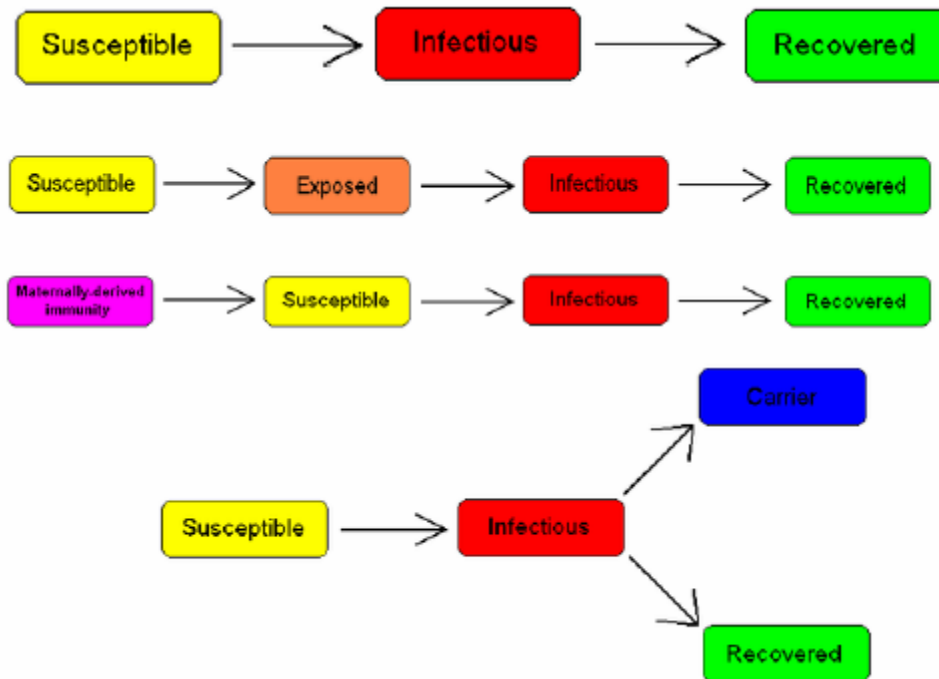 Susceptible Infectious Recovered
Susceptible Exposed Infectious Recovered
Maternally-derived
immunity Susceptible Infectious Recovered
Carrier
Susceptible Infectious
Recovered